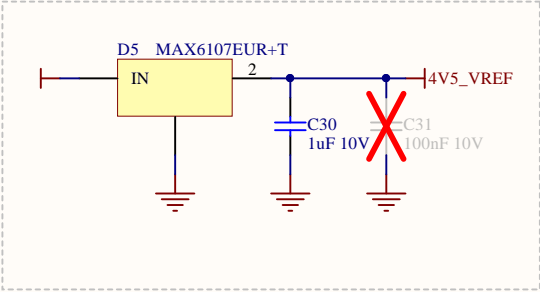 D5 MAX6107EUR+T
IN
2
4V5_VREF
C30
1uF 10V
C31
100nF 10V